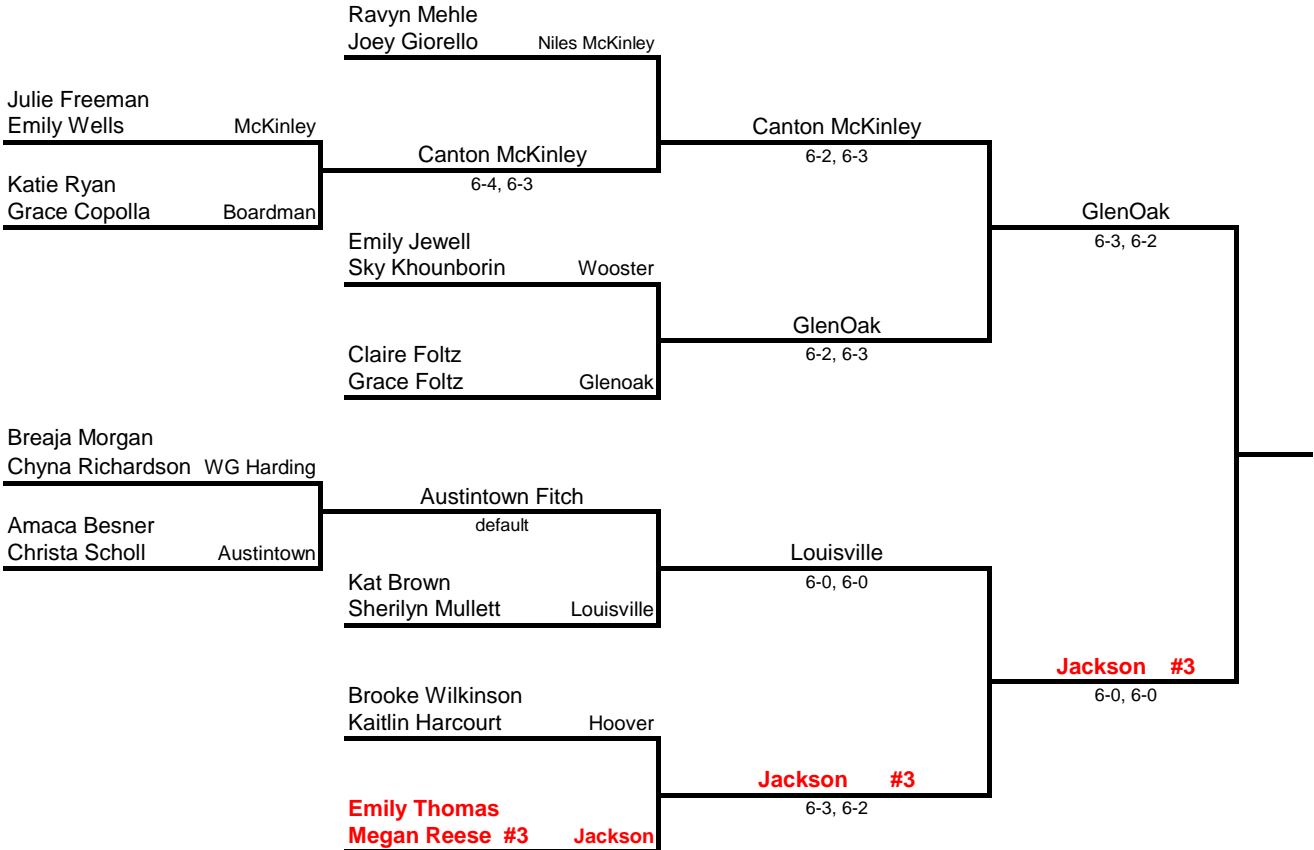 Ravyn Mehle
Joey Giorello Niles McKinley
Julie Freeman
Emily Wells McKinley
Canton McKinley
6-2, 6-3
Canton McKinley
6-4, 6-3
Katie Ryan
Grace Copolla Boardman
GlenOak
6-3, 6-2
Emily Jewell
Sky Khounborin Wooster
GlenOak
6-2, 6-3
Claire Foltz
Grace Foltz Glenoak
Breaja Morgan
Chyna Richardson WG Harding
Austintown Fitch
default
Amaca Besner
Christa Scholl Austintown
Louisville
6-0, 6-0
Kat Brown
Sherilyn Mullett Louisville
Jackson #3
6-0, 6-0
Brooke Wilkinson
Kaitlin Harcourt Hoover
Jackson #3
6-3, 6-2
Emily Thomas
Megan Reese #3 Jackson